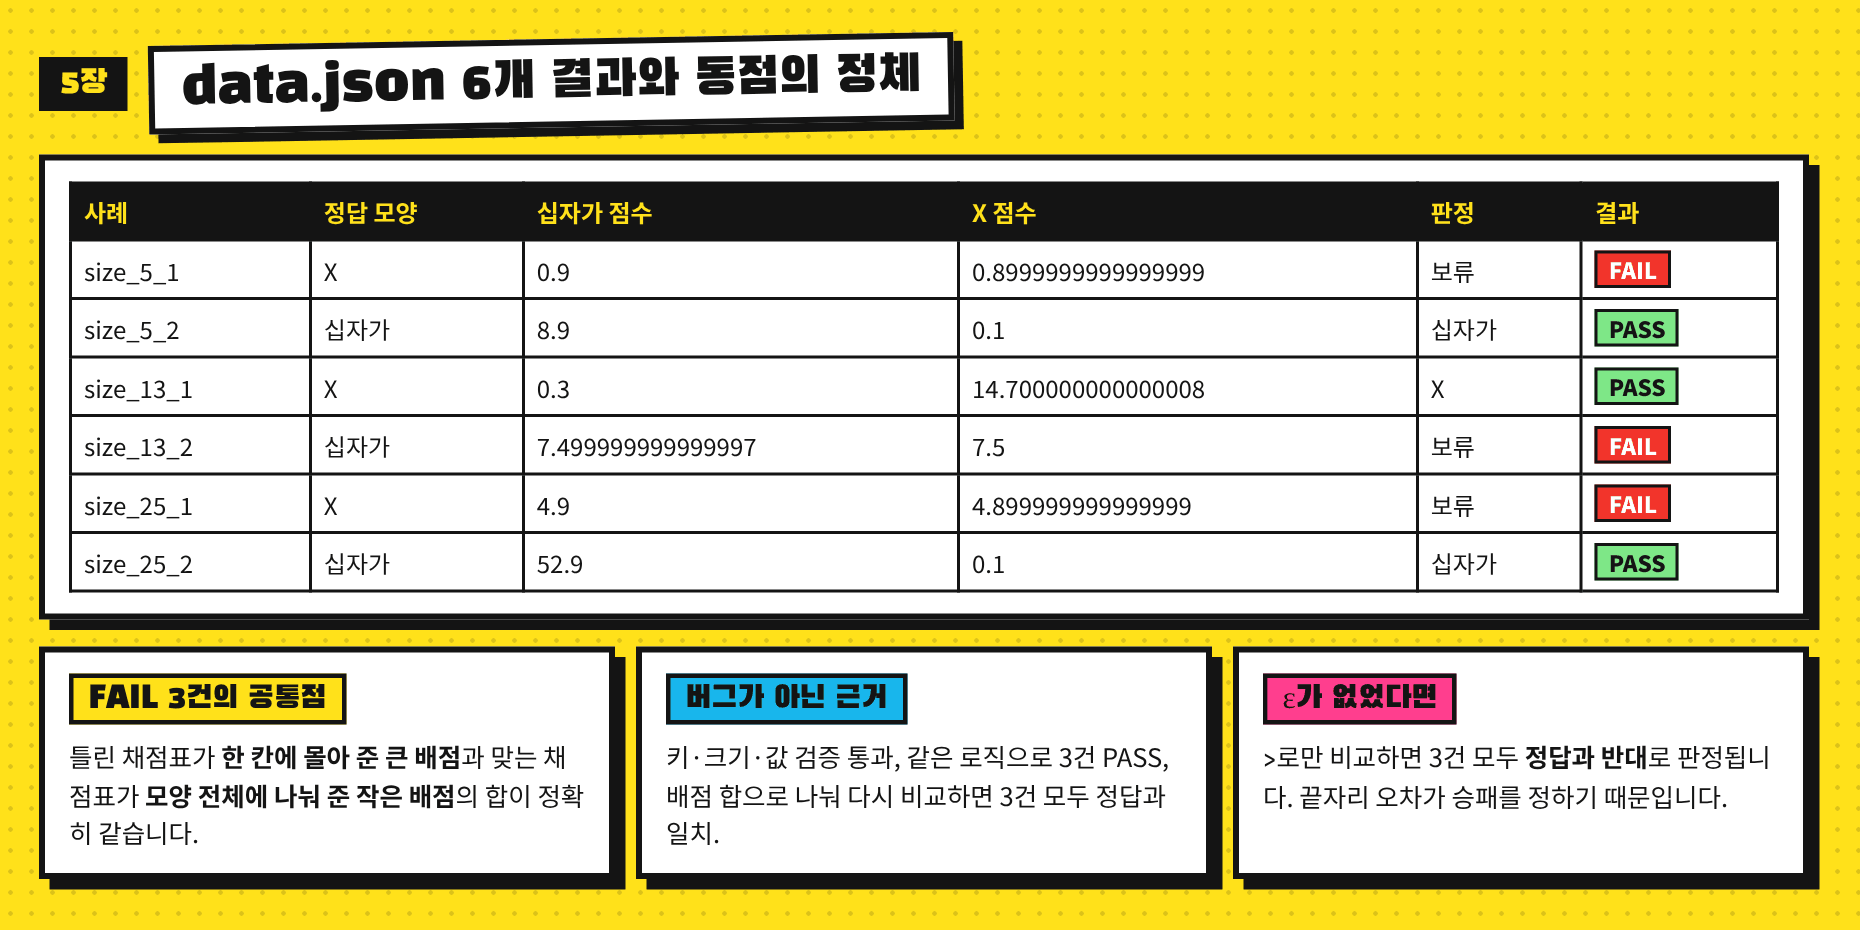 5장
data.json 6개 결과와 동점의 정체
사례 정답 모양 십자가 점수 X 점수 판정 결과
size_5_1 X 0.9 0.8999999999999999 보류 FAIL
size_5_2 십자가 8.9 0.1 십자가 PASS
size_13_1 X 0.3 14.700000000000008 X PASS
size_13_2 십자가 7.499999999999997 7.5 보류 FAIL
size_25_1 X 4.9 4.899999999999999 보류 FAIL
size_25_2 십자가 52.9 0.1 십자가 PASS
FAIL 3건의 공통점
틀린 채점표가 한 칸에 몰아 준 큰 배점과 맞는 채
점표가 모양 전체에 나눠 준 작은 배점의 합이 정확
히 같습니다.
버그가 아닌 근거
키·크기·값 검증 통과, 같은 로직으로 3건 PASS,
배점 합으로 나눠 다시 비교하면 3건 모두 정답과
일치.
ε가 없었다면
>로만 비교하면 3건 모두 정답과 반대로 판정됩니
다. 끝자리 오차가 승패를 정하기 때문입니다.